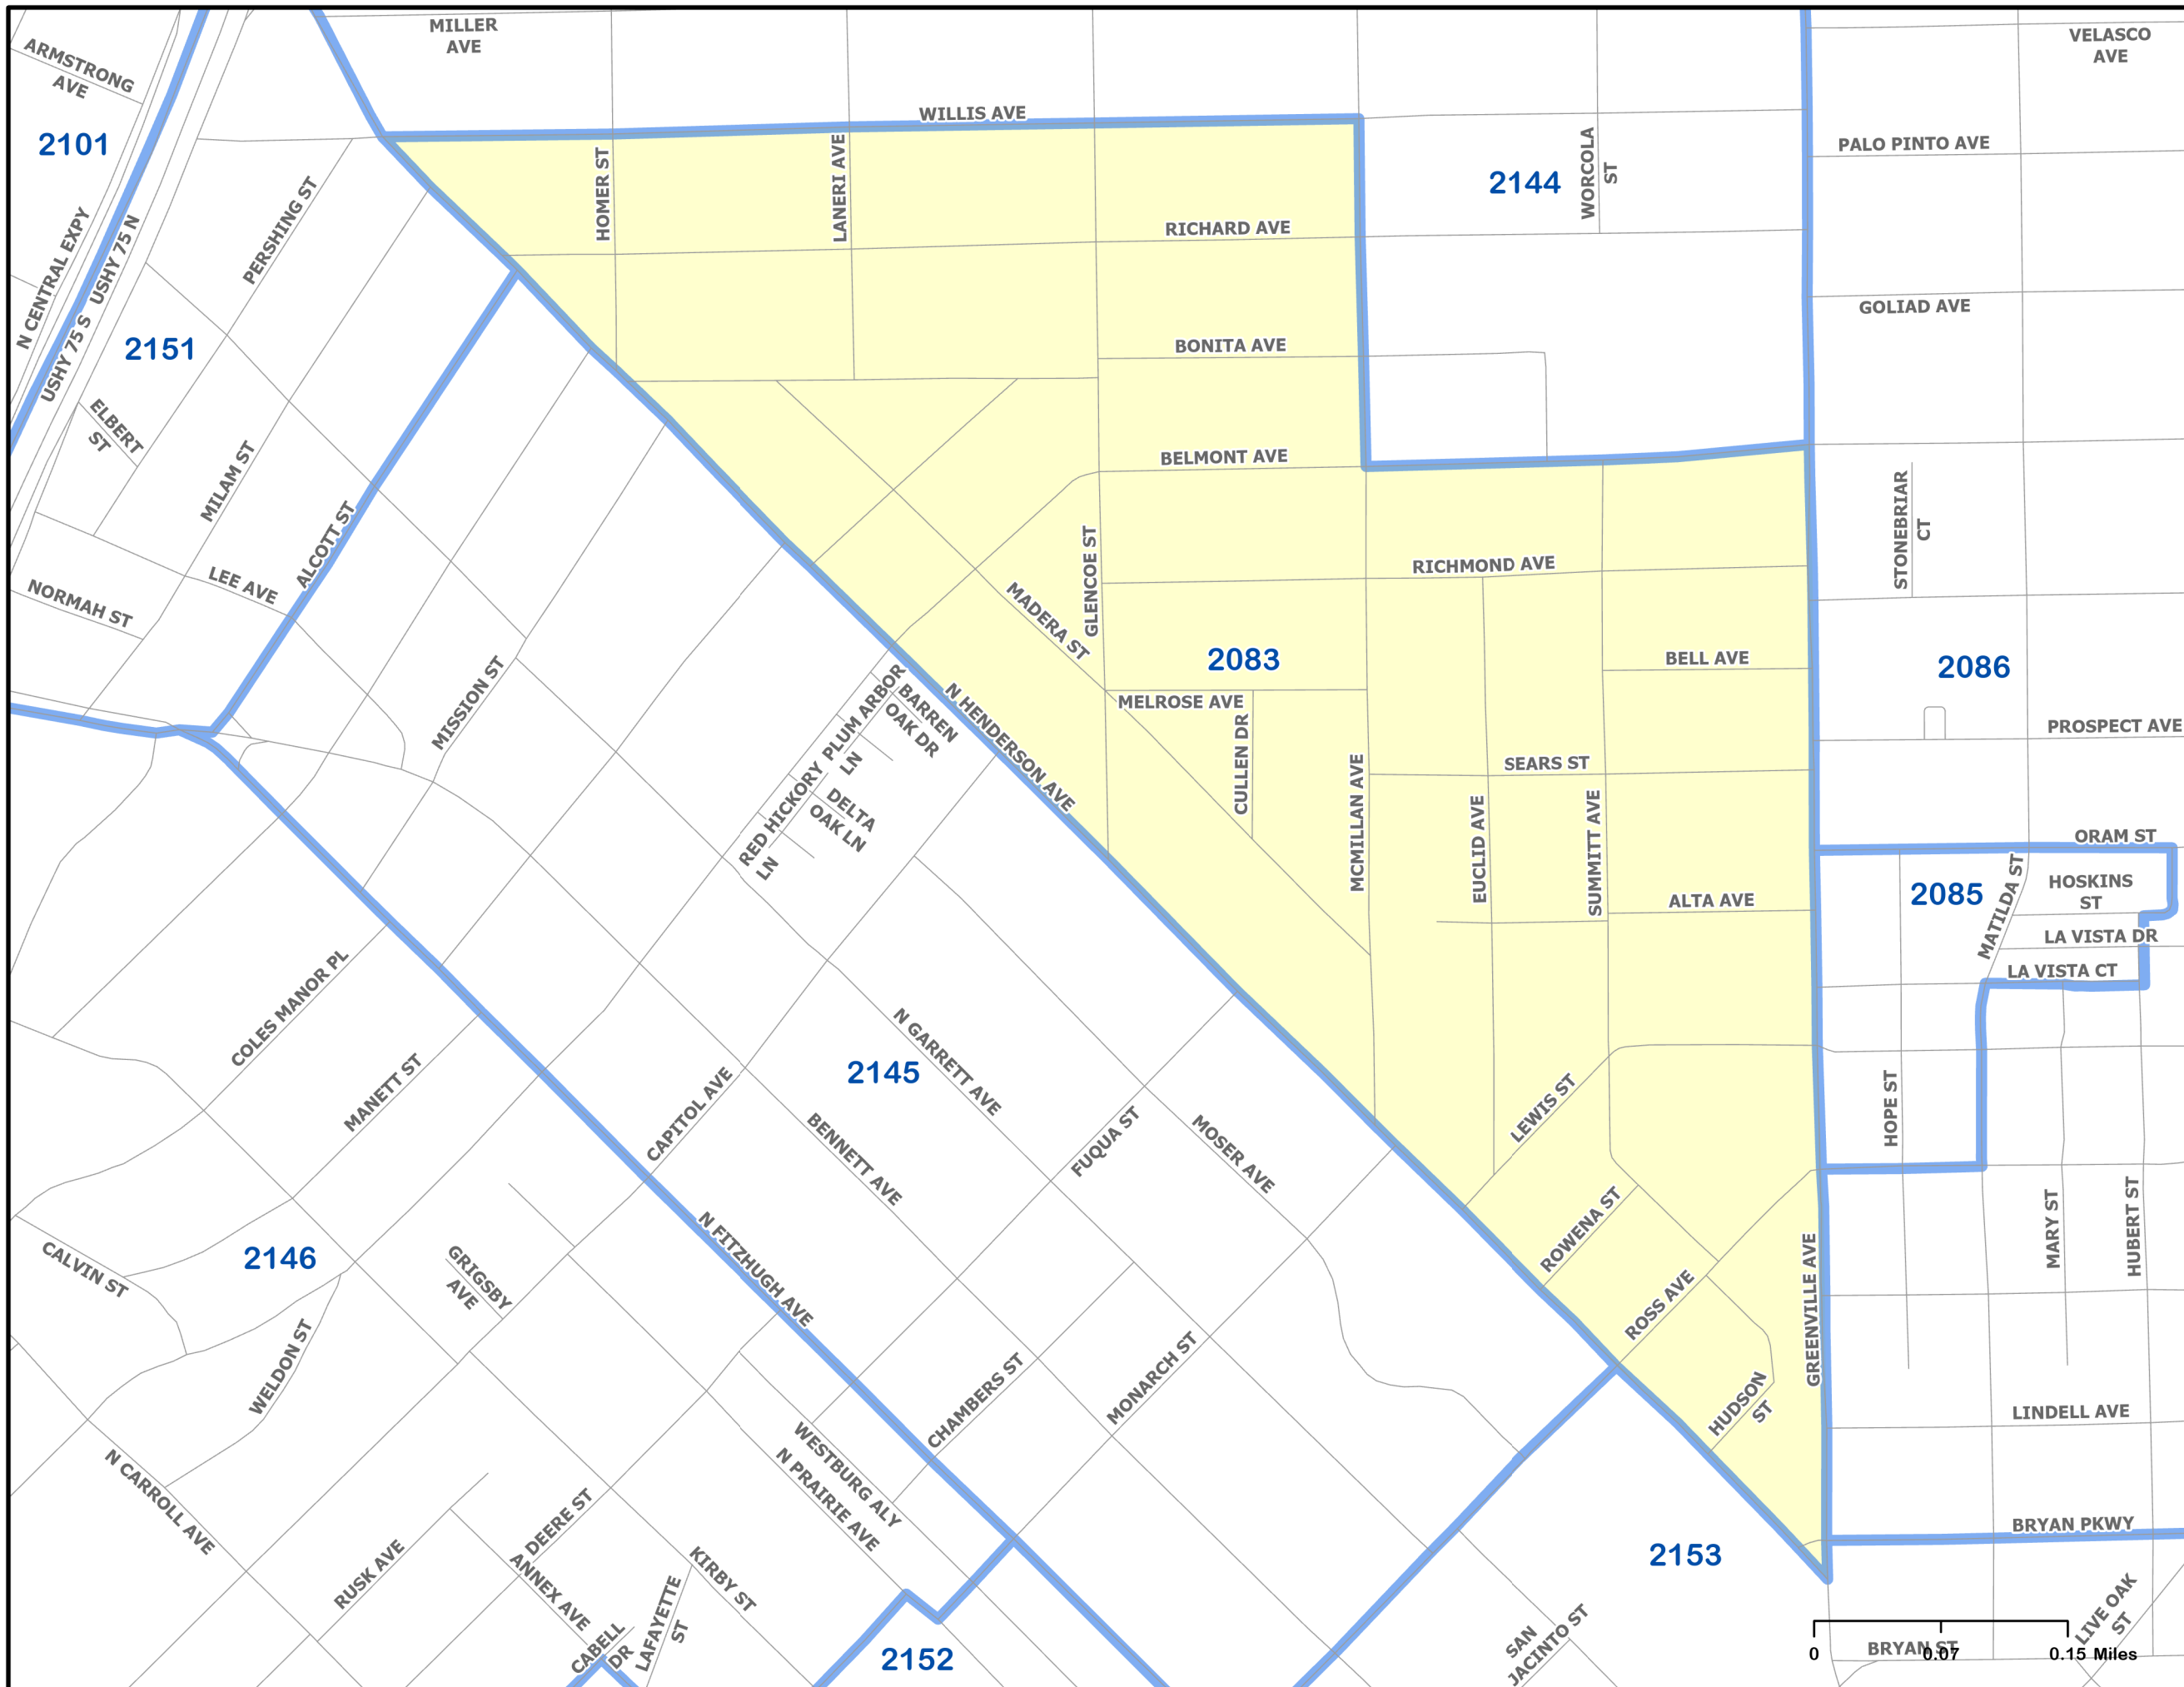 MILLER
AVE
VELASCO
AVE
ARMSTRONG
AVE
WILLIS AVE
2101
PALO PINTO AVE
HOMER ST
LANERI AVE
WORCOLA
ST
2144
PERSHING ST
RICHARD AVE
N CENTRAL EXPY
USHY 75 N
USHY 75 S
GOLIAD AVE
2151
BONITA AVE
ELBERT
ST
MILAM ST
BELMONT AVE
ALCOTT ST
STONEBRIAR
CT
GLENCOE ST
RICHMOND AVE
LEE AVE
NORMAH ST
MADERA ST
2083
BELL AVE
2086
MISSION ST
MELROSE AVE
PLUM ARBOR
LN
BARREN
OAK DR
N HENDERSON AVE
PROSPECT AVE
CULLEN DR
SEARS ST
RED HICKORY
LN
DELTA
OAK LN
MCMILLAN AVE
EUCLID AVE
SUMMITT AVE
ORAM ST
2085
MATILDA ST
HOSKINS
ST
ALTA AVE
LA VISTA DR
LA VISTA CT
COLES MANOR PL
N GARRETT AVE
2145
MANETT ST
CAPITOL AVE
BENNETT AVE
FUQUA ST
MOSER AVE
LEWIS ST
HOPE ST
2146
CALVIN ST
GRIGSBY
AVE
N FITZHUGH AVE
ROWENA ST
MARY ST
HUBERT ST
ROSS AVE
GREENVILLE AVE
WELDON ST
CHAMBERS ST
MONARCH ST
HUDSON
ST
LINDELL AVE
N CARROLL AVE
WESTBURG ALY
N PRAIRIE AVE
DEERE ST
BRYAN PKWY
RUSK AVE
ANNEX AVE
KIRBY ST
2153
LAFAYETTE
ST
CABELL
DR
2152
SAN
JACINTO ST
LIVE OAK
ST
BRYAN ST
0 0.07 0.15 Miles